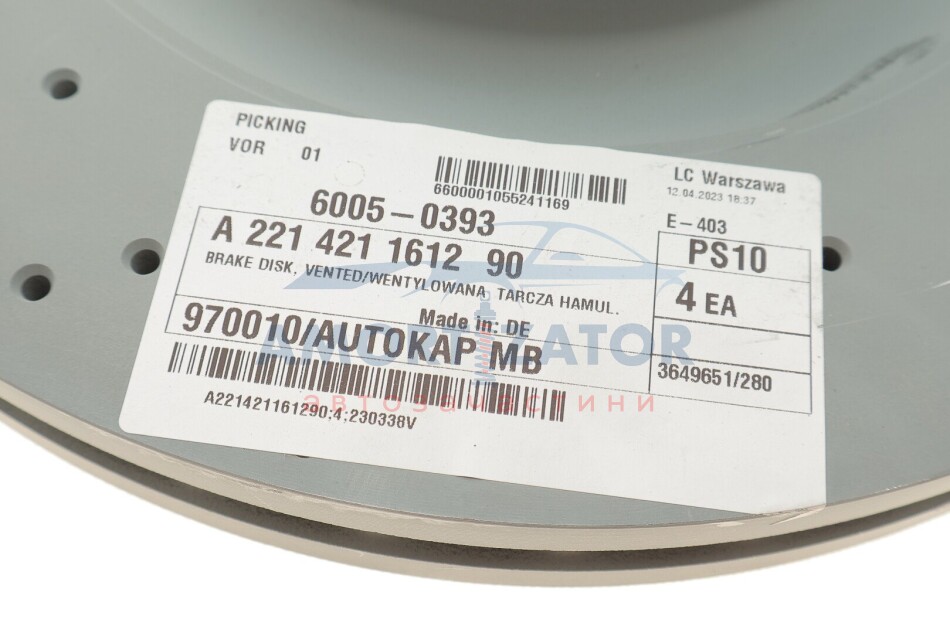 PICKING
VOR 01
6600001055241169
LC Warszawa
12.04.2023 18:37
6005-0393
E-403
A 221 421 1612 90
PS10
BRAKE DISK, VENTED/WENTYLOWANA TARCZA HAMUL.
4 EA
Made in: DE
970010/AUTOKAP MB
3649651/280
A221421161290;4;230338V
AMORTIZATOR
автозапчастини